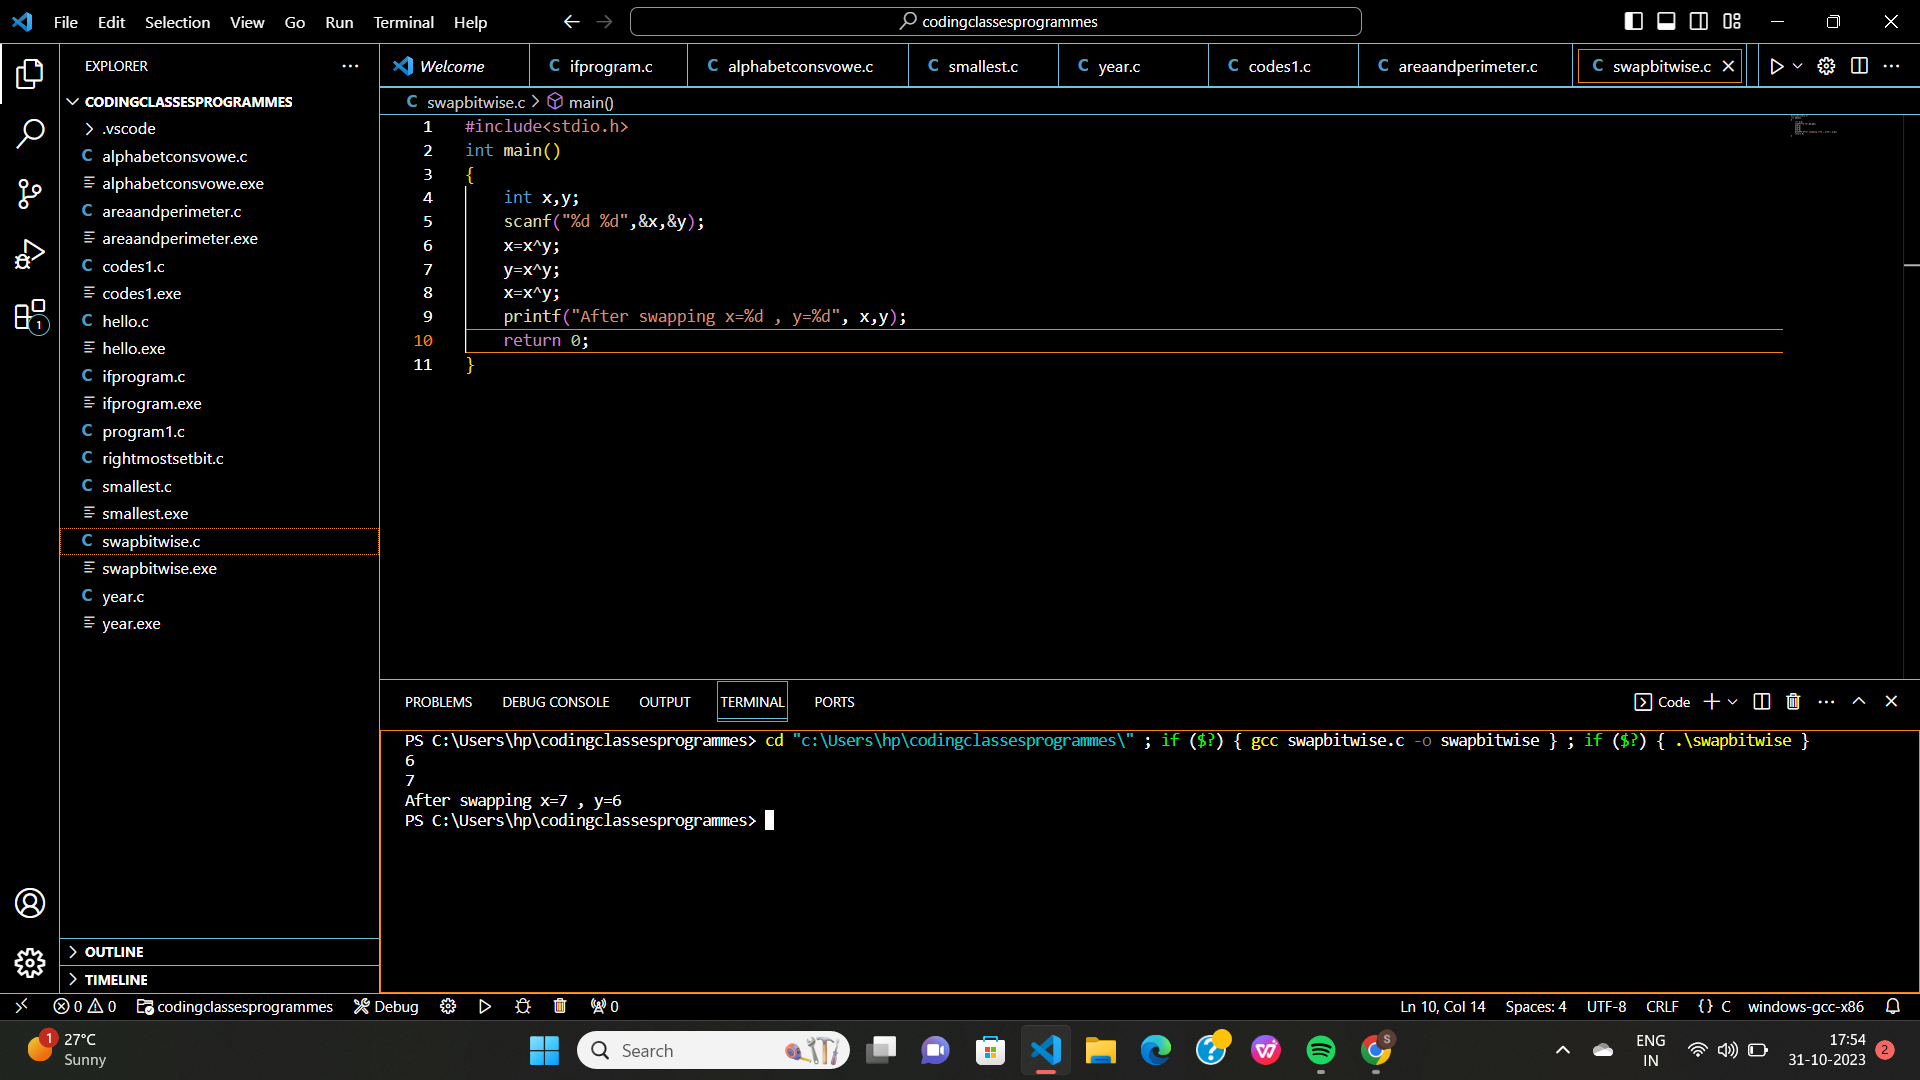 File Edit Selection View Go Run Terminal Help
codingclassesprogrammes
EXPLORER
CODINGCLASSESPROGRAMMES
.vscode
alphabetconsvowe.c
alphabetconsvowe.exe
areaandperimeter.c
areaandperimeter.exe
codes1.c
codes1.exe
hello.c
hello.exe
ifprogram.c
ifprogram.exe
program1.c
rightmostsetbit.c
smallest.c
smallest.exe
swapbitwise.c
swapbitwise.exe
year.c
year.exe
OUTLINE
TIMELINE
1
Welcome C ifprogram.c C alphabetconsvowe.c C smallest.c C year.c C codes1.c C areaandperimeter.c C swapbitwise.c
C swapbitwise.c > main()
1 #include<stdio.h>
2 int main()
3 {
4 int x,y;
5 scanf("%d %d",&x,&y);
6 x=x^y;
7 y=x^y;
8 x=x^y;
9 printf("After swapping x=%d , y=%d", x,y);
10 return 0;
11 }
PROBLEMS DEBUG CONSOLE OUTPUT TERMINAL PORTS Code
PS C:\Users\hp\codingclassesprogrammes> cd "c:\Users\hp\codingclassesprogrammes\" ; if ($?) { gcc swapbitwise.c -o swapbitwise } ; if ($?) { .\swapbitwise }
6
7
After swapping x=7 , y=6
PS C:\Users\hp\codingclassesprogrammes>
0 0 codingclassesprogrammes Debug 0 Ln 10, Col 14 Spaces: 4 UTF-8 CRLF {} C windows-gcc-x86
1 27°C
Sunny
Search
S
ENG
IN
17:54
31-10-2023
2